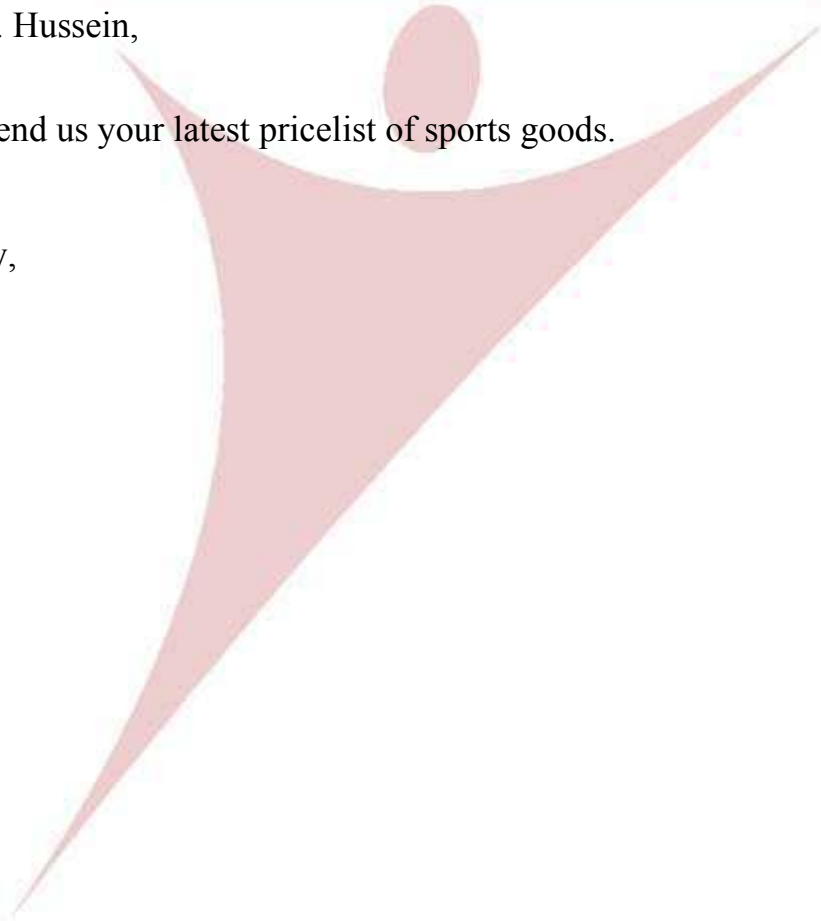 . Hussein,
end us your latest pricelist of sports goods.
y,